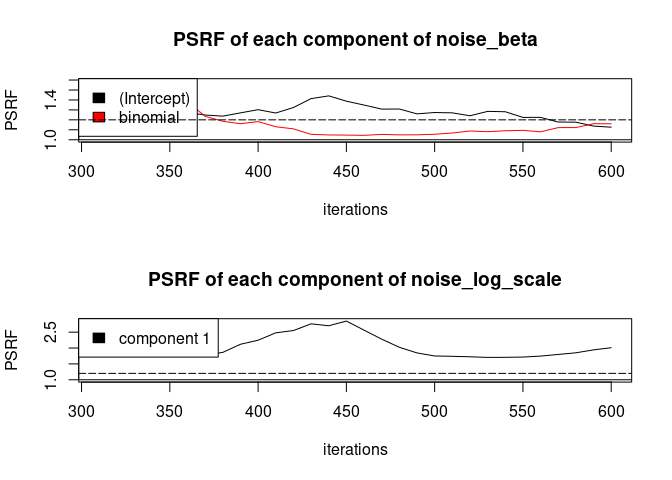 PSRF of each component of noise_beta
PSRF
1.0 1.4
(Intercept)
binomial
300 350 400 450 500 550 600
iterations
PSRF of each component of noise_log_scale
PSRF
1.0 2.5
component 1
300 350 400 450 500 550 600
iterations